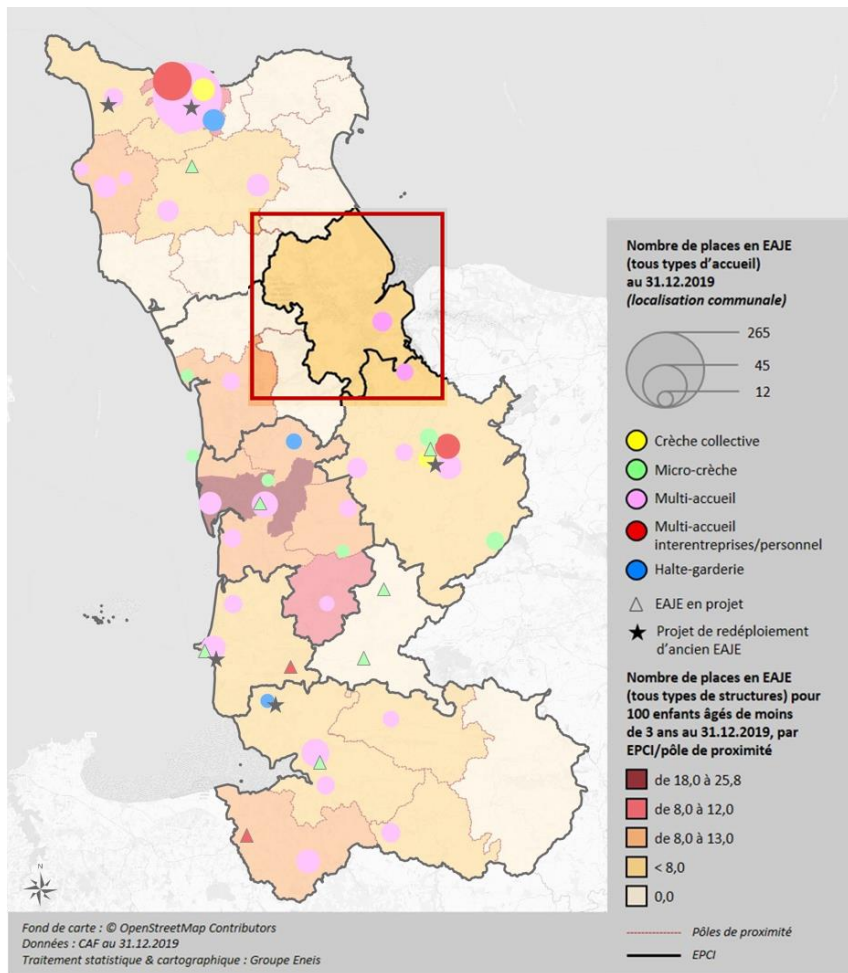 Nombre de places en EAJE
(tous types d'accueil)
au 31.12.2019
(localisation communale)
265
45
12
Crèche collective
Micro-crèche
Multi-accueil
Multi-accueil
interentreprises/personnel
Halte-garderie
EAJE en projet
Projet de redéploiement
d'ancien EAJE
Nombre de places en EAJE
(tous types de structures) pour
100 enfants âgés de moins
de 3 ans au 31.12.2019, par
EPCI/pôle de proximité
de 18,0 à 25,8
de 8,0 à 12,0
de 8,0 à 13,0
< 8,0
0,0
Pôles de proximité
EPCI
N
Fond de carte : © OpenStreetMap Contributors
Données : CAF au 31.12.2019
Traitement statistique & cartographique : Groupe Eneis